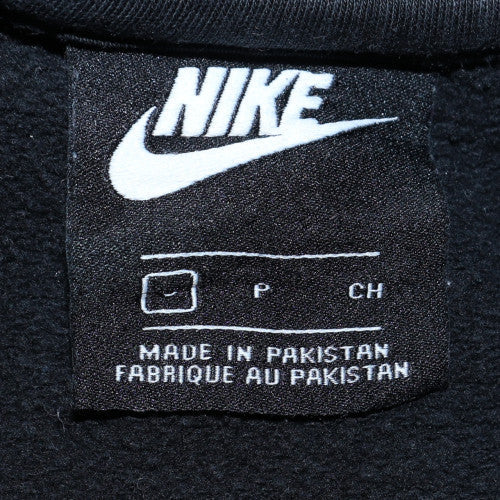 NIKE
P CH
MADE IN PAKISTAN
FABRIQUE AU PAKISTAN